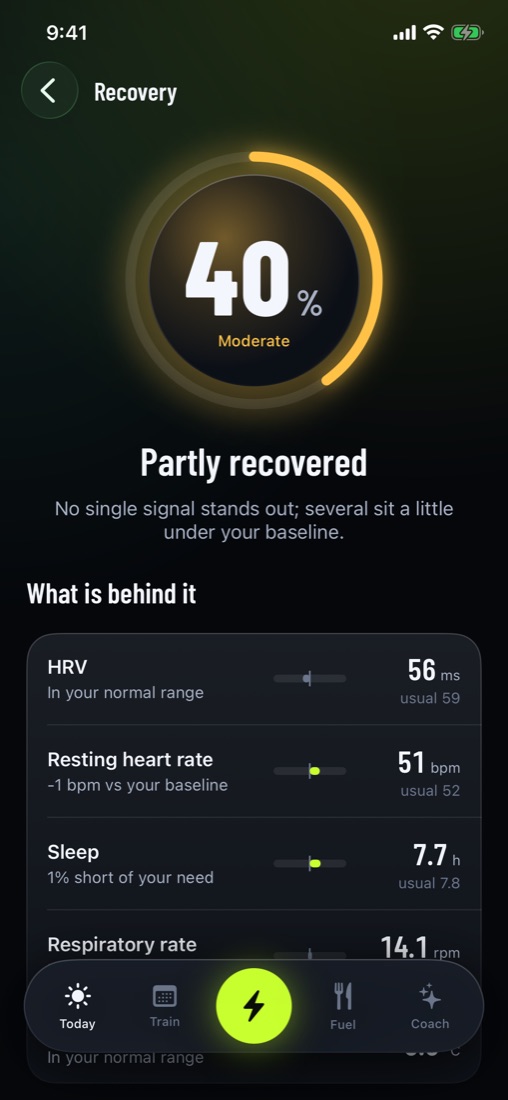 9:41
Recovery
40 %
Moderate
Partly recovered
No single signal stands out; several sit a little
under your baseline.
What is behind it
HRV
56 ms
In your normal range
usual 59
Resting heart rate
51 bpm
-1 bpm vs your baseline
usual 52
Sleep
7.7 h
1% short of your need
usual 7.8
Respiratory rate
14.1 rpm
Today
Train
Fuel
Coach
In your normal range